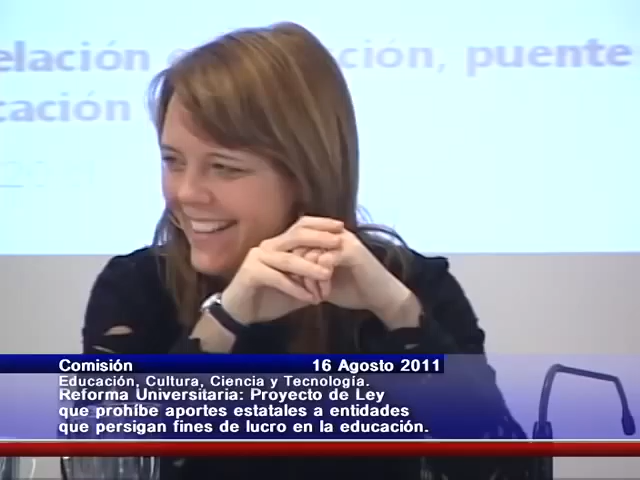 elación ción, puente
cación
Comisión 16 Agosto 2011
Educación, Cultura, Ciencia y Tecnología.
Reforma Universitaria: Proyecto de Ley
que prohíbe aportes estatales a entidades
que persigan fines de lucro en la educación.